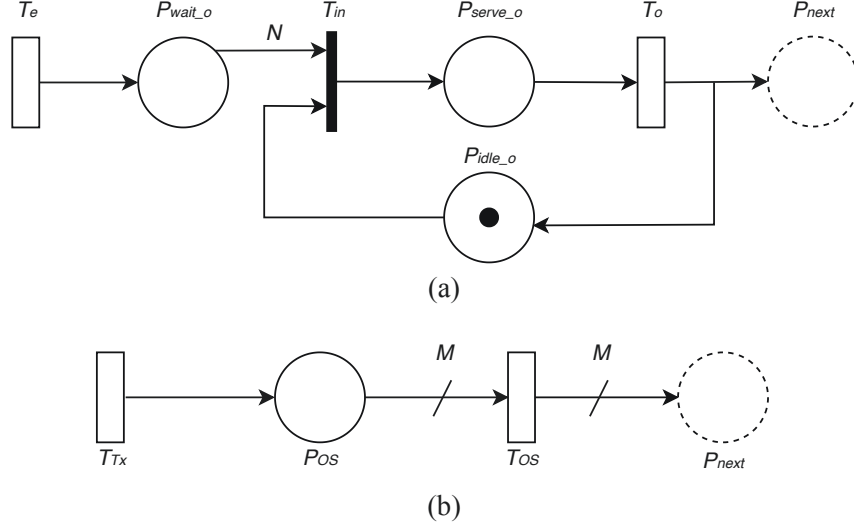 Te Pwait_o Tin Pserve_o To Pnext
N
Pidle_o
(a)
M M
TTx POS TOS Pnext
(b)